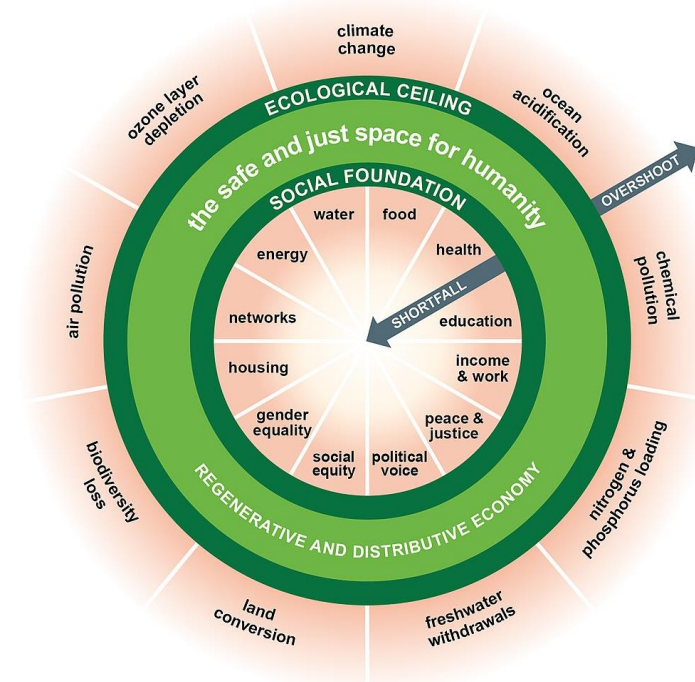 climate
change
ozone layer
depletion
ocean
acidification
ECOLOGICAL CEILING
the safe and just space for humanity
OVERSHOOT
SOCIAL FOUNDATION
water
food
energy
health
air pollution
chemical
pollution
SHORTFALL
networks
education
housing
income
& work
gender
equality
peace &
justice
social
equity
political
voice
biodiversity
loss
nitrogen &
phosphorus loading
REGENERATIVE AND DISTRIBUTIVE ECONOMY
land
conversion
freshwater
withdrawals